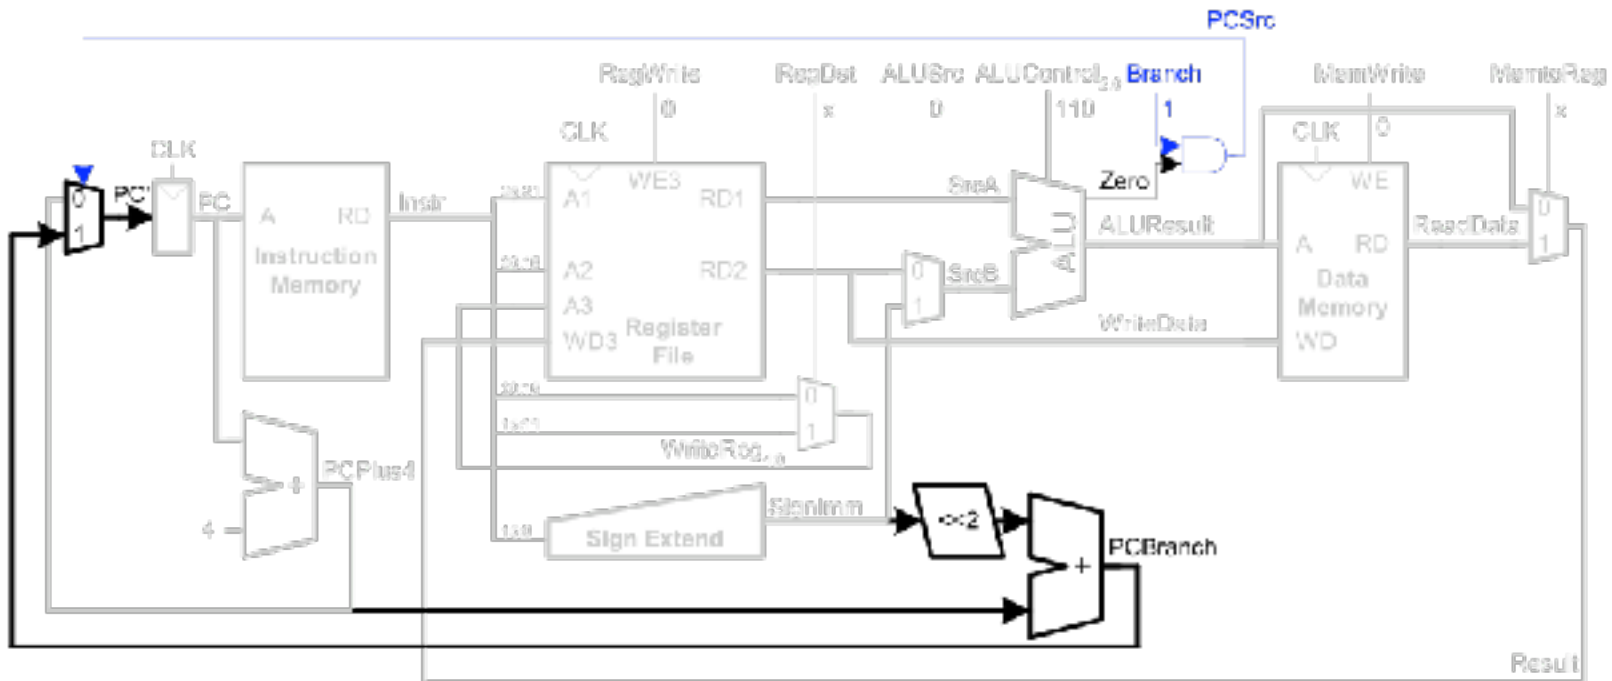 PCSrc
RegWrite RegDst ALUSrc ALUControl2:0 Branch MemWrite MemtoReg
0 x 0 110 1 0 x
CLK CLK CLK
0 PC' PC Instr
1
A RD
Instruction
Memory
25:21 A1 WE3 RD1 SrcA Zero
20:16 A2 RD2 0 SrcB ALU ALUResult
A3 1
WD3 Register
File
WriteData
A WE RD ReadData 0
Data 1
Memory
WD
20:16 0
15:11 1
WriteReg4:0
PCPlus4
+
4
15:0 Sign Extend SignImm <<2 + PCBranch
Result